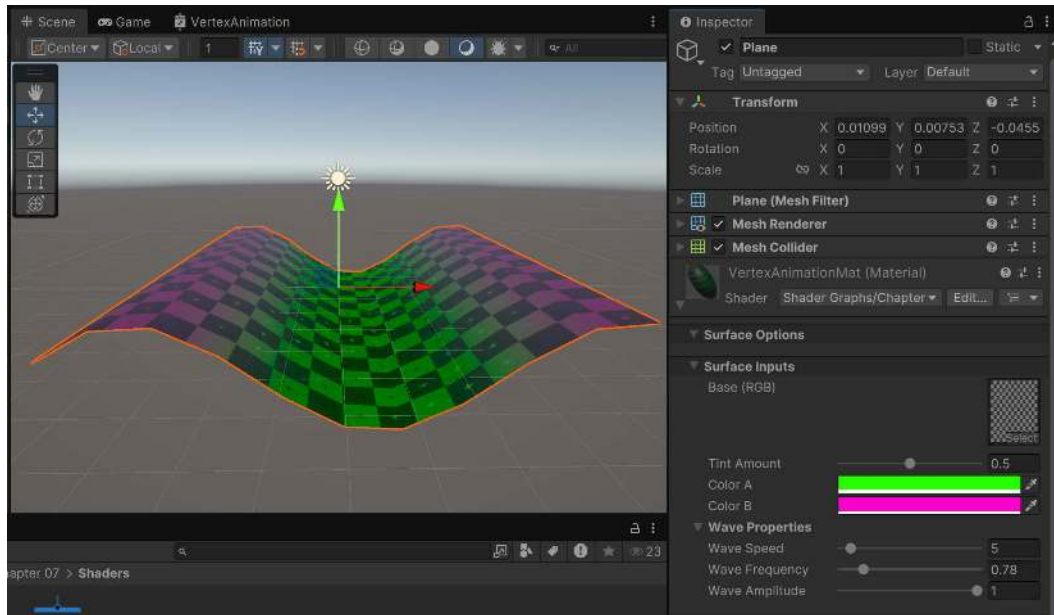 Scene Game VertexAnimation
Center Local 1 All
Inspector
Plane Static
Tag Untagged Layer Default
Transform
Position X 0.01099 Y 0.00753 Z -0.0455
Rotation X 0 Y 0 Z 0
Scale X 1 Y 1 Z 1
Plane (Mesh Filter)
Mesh Renderer
Mesh Collider
VertexAnimationMat (Material)
Shader Shader Graphs/Chapter Edit...
Surface Options
Surface Inputs
Base (RGB)
Select
Tint Amount 0.5
Color A
Color B
Wave Properties
Wave Speed 5
Wave Frequency 0.78
Wave Amplitude 1
23
apter 07 > Shaders